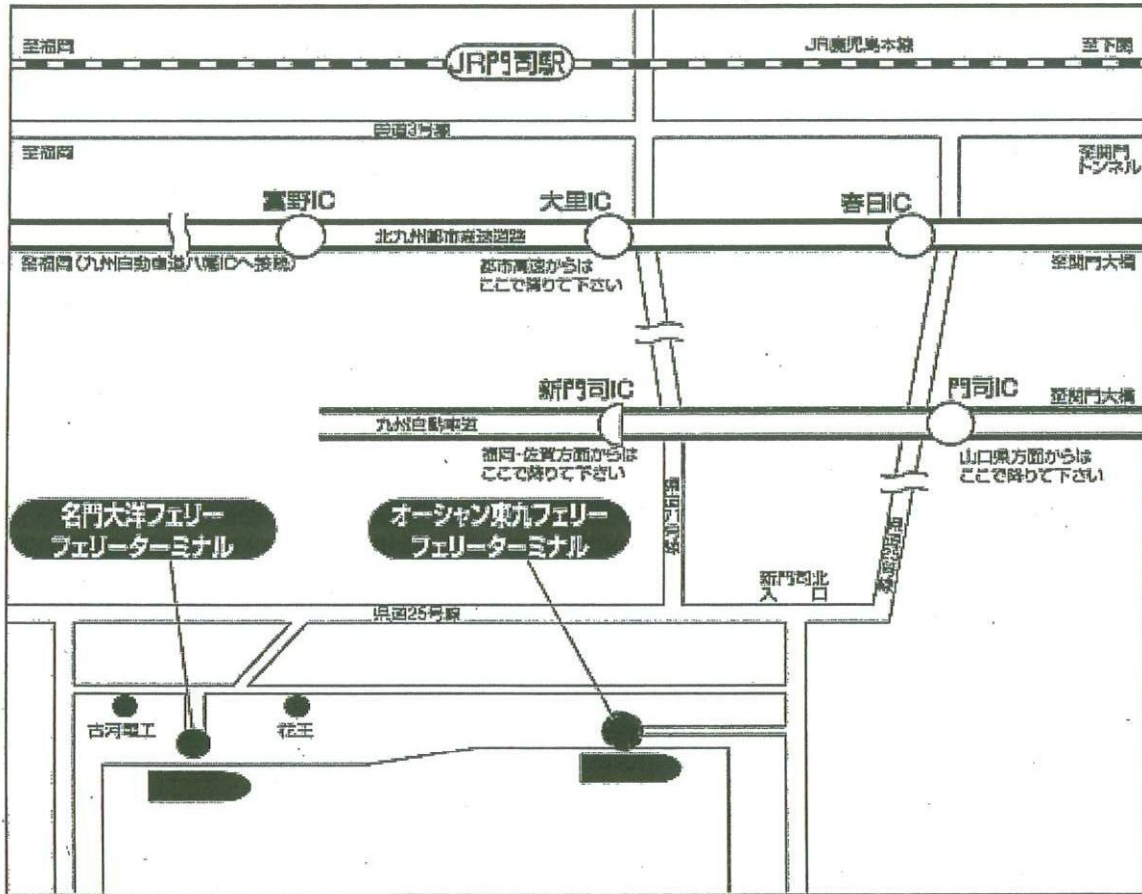 至福岡
JR門司駅
JR鹿児島本線
至下関
国道3号線
至福岡
至関門
トンネル
富野IC
大里IC
春日IC
北九州都市高速道路
至福岡(九州自動車道八幡ICへ接続)
都市高速からは
ここで降りて下さい
至関門大橋
新門司IC
門司IC
至関門大橋
九州自動車道
福岡・佐賀方面からは
ここで降りて下さい
山口県方面からは
ここで降りて下さい
名門大洋フェリー
フェリーターミナル
オーシャン東九フェリー
フェリーターミナル
新門司北
入口
県道25号線
古河電工
花王